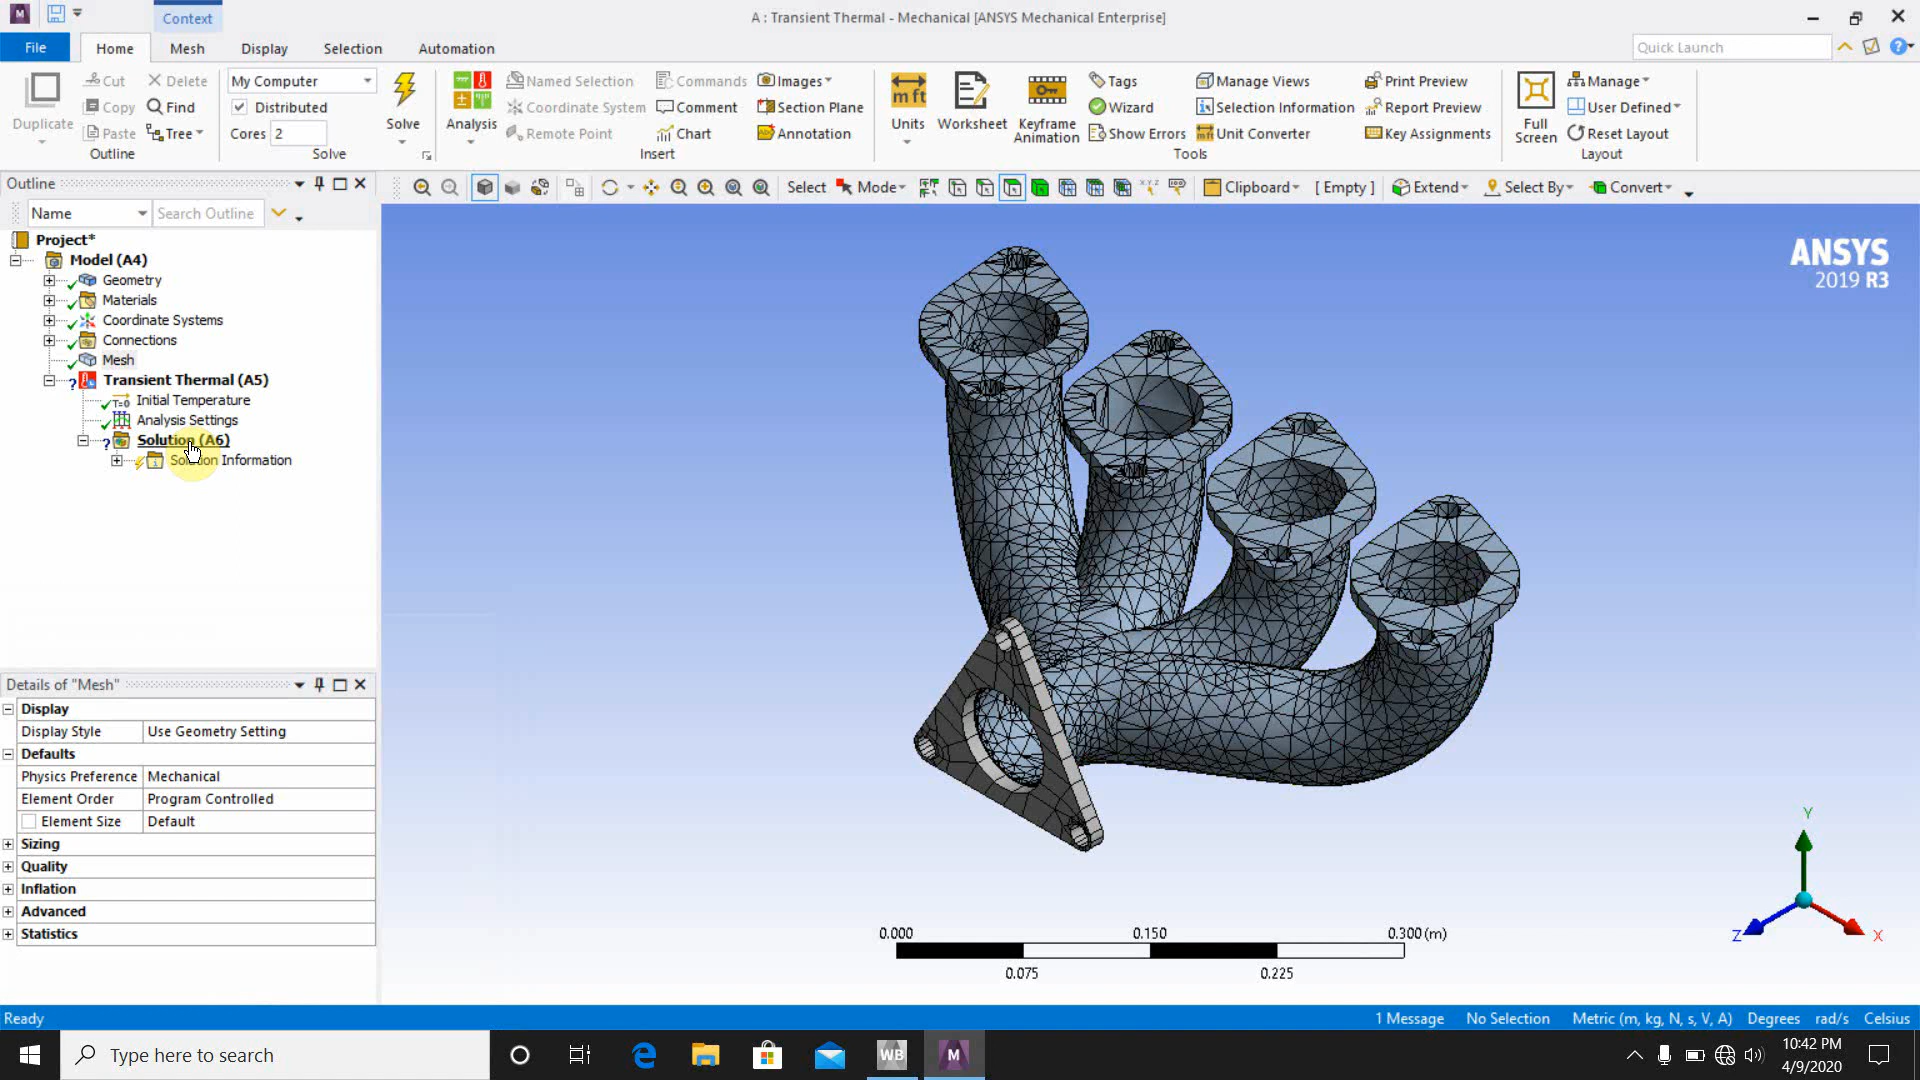 Context
A : Transient Thermal - Mechanical [ANSYS Mechanical Enterprise]
File Home Mesh Display Selection Automation
Quick Launch
Duplicate
Cut
Copy
Paste
Delete
Find
Tree
Outline
My Computer
Distributed
Cores 2
Solve
Solve
Analysis
Named Selection
Coordinate System
Remote Point
Commands
Comment
Chart
Images
Section Plane
Annotation
Insert
m ft
Units
Worksheet
Keyframe
Animation
Tags
Wizard
Show Errors
Manage Views
Selection Information
Unit Converter
Print Preview
Report Preview
Key Assignments
Tools
Full
Screen
Manage
User Defined
Reset Layout
Layout
Outline
Select Mode Clipboard [ Empty ] Extend Select By Convert
Name Search Outline
Project*
Model (A4)
Geometry
Materials
Coordinate Systems
Connections
Mesh
Transient Thermal (A5)
Initial Temperature
Analysis Settings
Solution (A6)
Solution Information
ANSYS
2019 R3
Details of "Mesh"
Display
Display Style Use Geometry Setting
Defaults
Physics Preference Mechanical
Element Order Program Controlled
Element Size Default
Sizing
Quality
Inflation
Advanced
Statistics
0.000 0.150 0.300 (m)
0.075 0.225
Y
Z
X
Ready
1 Message No Selection Metric (m, kg, N, s, V, A) Degrees rad/s Celsius
Type here to search
WB
M
10:42 PM
4/9/2020